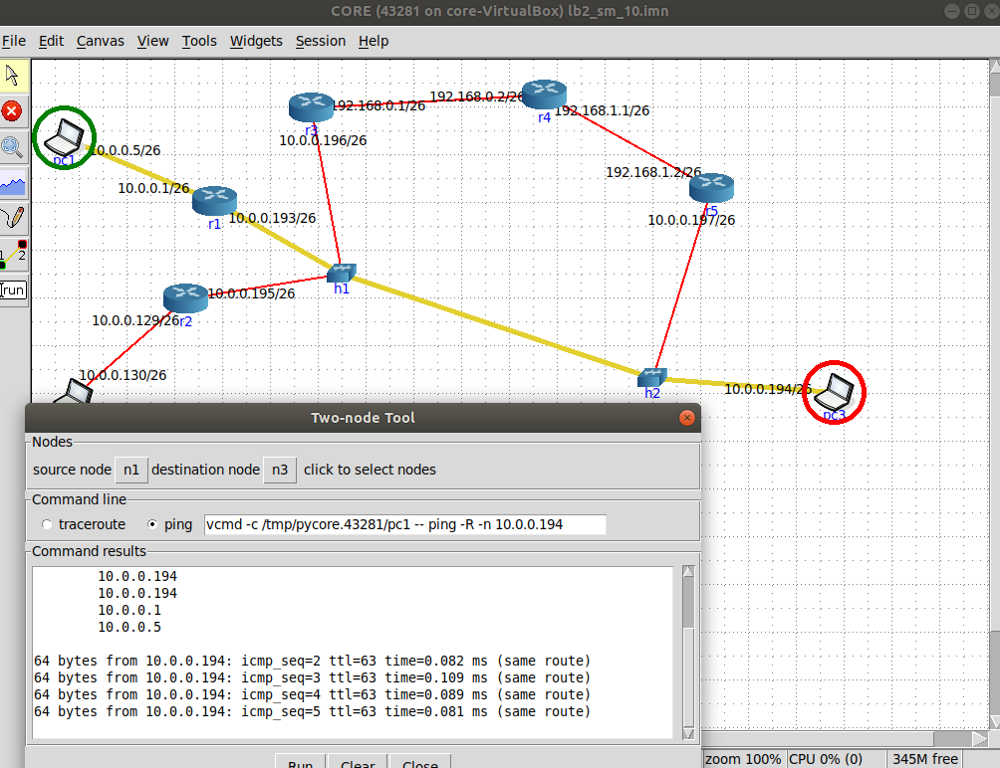 CORE (43281 on core-VirtualBox) lb2_sm_10.imn
File Edit Canvas View Tools Widgets Session Help
192.168.0.1/26
192.168.0.2/26
192.168.1.1/26
r3
r4
10.0.0.196/26
10.0.0.5/26
pc1
10.0.0.1/26
r1
10.0.0.193/26
192.168.1.2/26
r5
10.0.0.197/26
2
run
h1
10.0.0.195/26
10.0.0.129/26
r2
10.0.0.130/26
h2
10.0.0.194/26
pc3
Two-node Tool
Nodes
source node n1 destination node n3 click to select nodes
Command line
traceroute ping vcmd -c /tmp/pycore.43281/pc1 -- ping -R -n 10.0.0.194
Command results
10.0.0.194
10.0.0.194
10.0.0.1
10.0.0.5
64 bytes from 10.0.0.194: icmp_seq=2 ttl=63 time=0.082 ms (same route)
64 bytes from 10.0.0.194: icmp_seq=3 ttl=63 time=0.109 ms (same route)
64 bytes from 10.0.0.194: icmp_seq=4 ttl=63 time=0.089 ms (same route)
64 bytes from 10.0.0.194: icmp_seq=5 ttl=63 time=0.081 ms (same route)
Run Clear Close
zoom 100% CPU 0% (0) 345M free